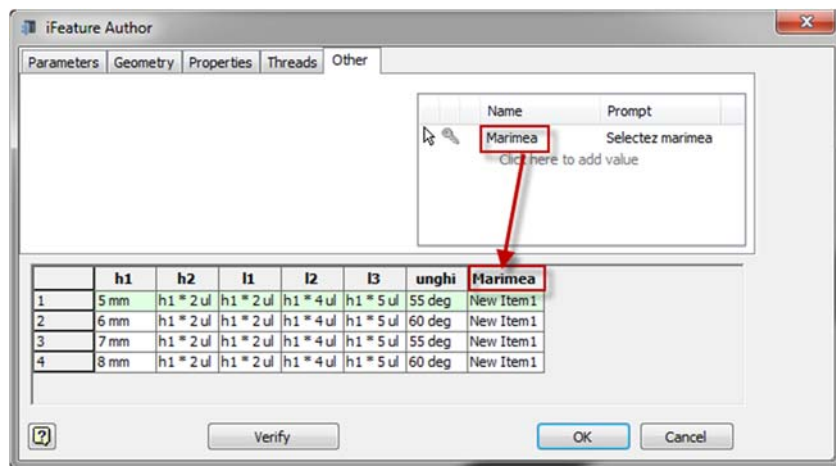 iFeature Author
Parameters Geometry Properties Threads Other
Name Prompt
Marimea Selectez marimea
Click here to add value
h1 h2 l1 l2 l3 unghi Marimea
1 5 mm h1 * 2 ul h1 * 2 ul h1 * 4 ul h1 * 5 ul 55 deg New Item1
2 6 mm h1 * 2 ul h1 * 2 ul h1 * 4 ul h1 * 5 ul 60 deg New Item1
3 7 mm h1 * 2 ul h1 * 2 ul h1 * 4 ul h1 * 5 ul 55 deg New Item1
4 8 mm h1 * 2 ul h1 * 2 ul h1 * 4 ul h1 * 5 ul 60 deg New Item1
Verify OK Cancel